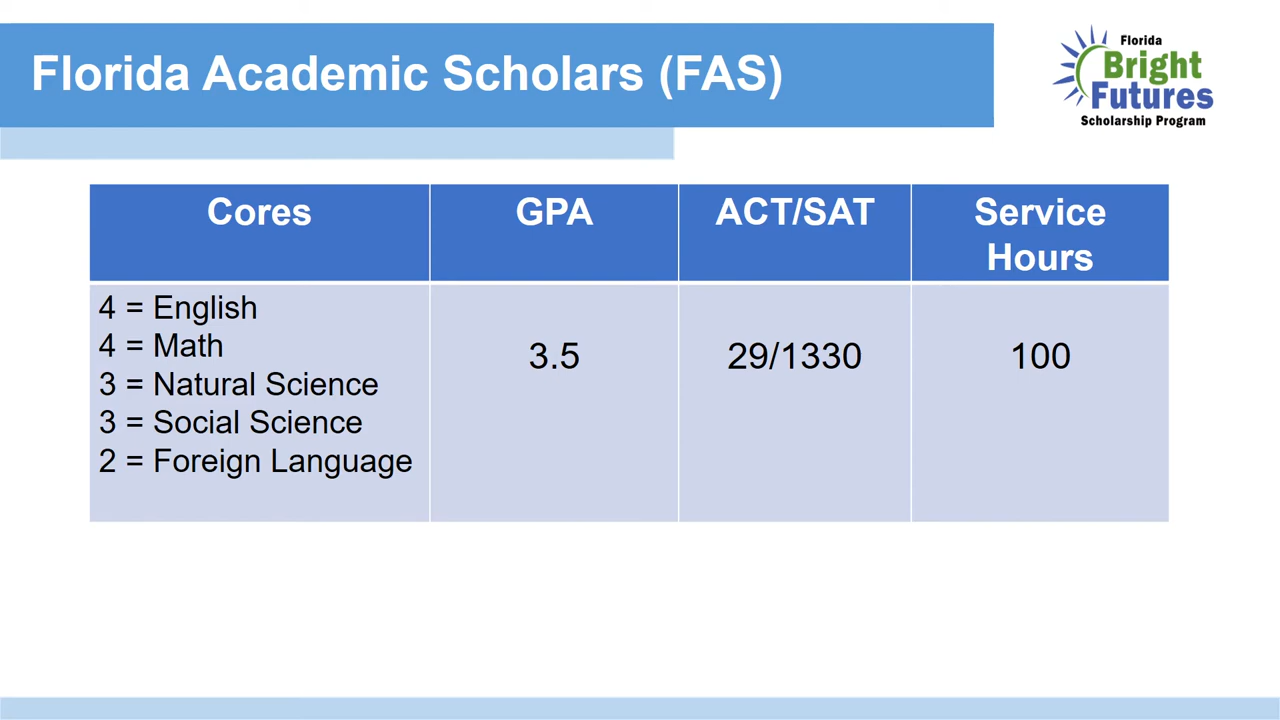 Florida Academic Scholars (FAS)
Florida
Bright
Futures
Scholarship Program
Cores
GPA
ACT/SAT
Service
Hours
4 = English
4 = Math
3 = Natural Science
3 = Social Science
2 = Foreign Language
3.5
29/1330
100